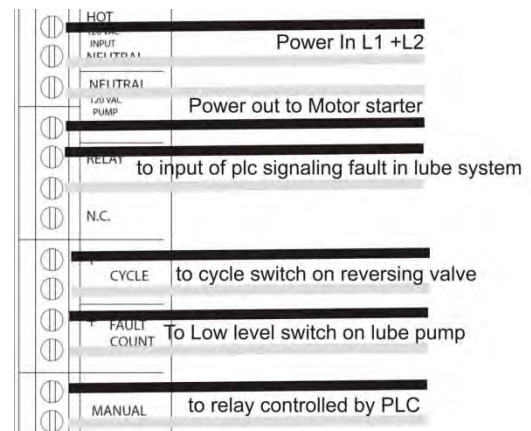 HOT
120 VAC
INPUT
Power In L1 +L2
NEUTRAL
NEUTRAL
120 VAC
PUMP
Power out to Motor starter
RELAY
to input of plc signaling fault in lube system
N.C.
+
CYCLE
to cycle switch on reversing valve
+ FAULT
COUNT
To Low level switch on lube pump
MANUAL
to relay controlled by PLC